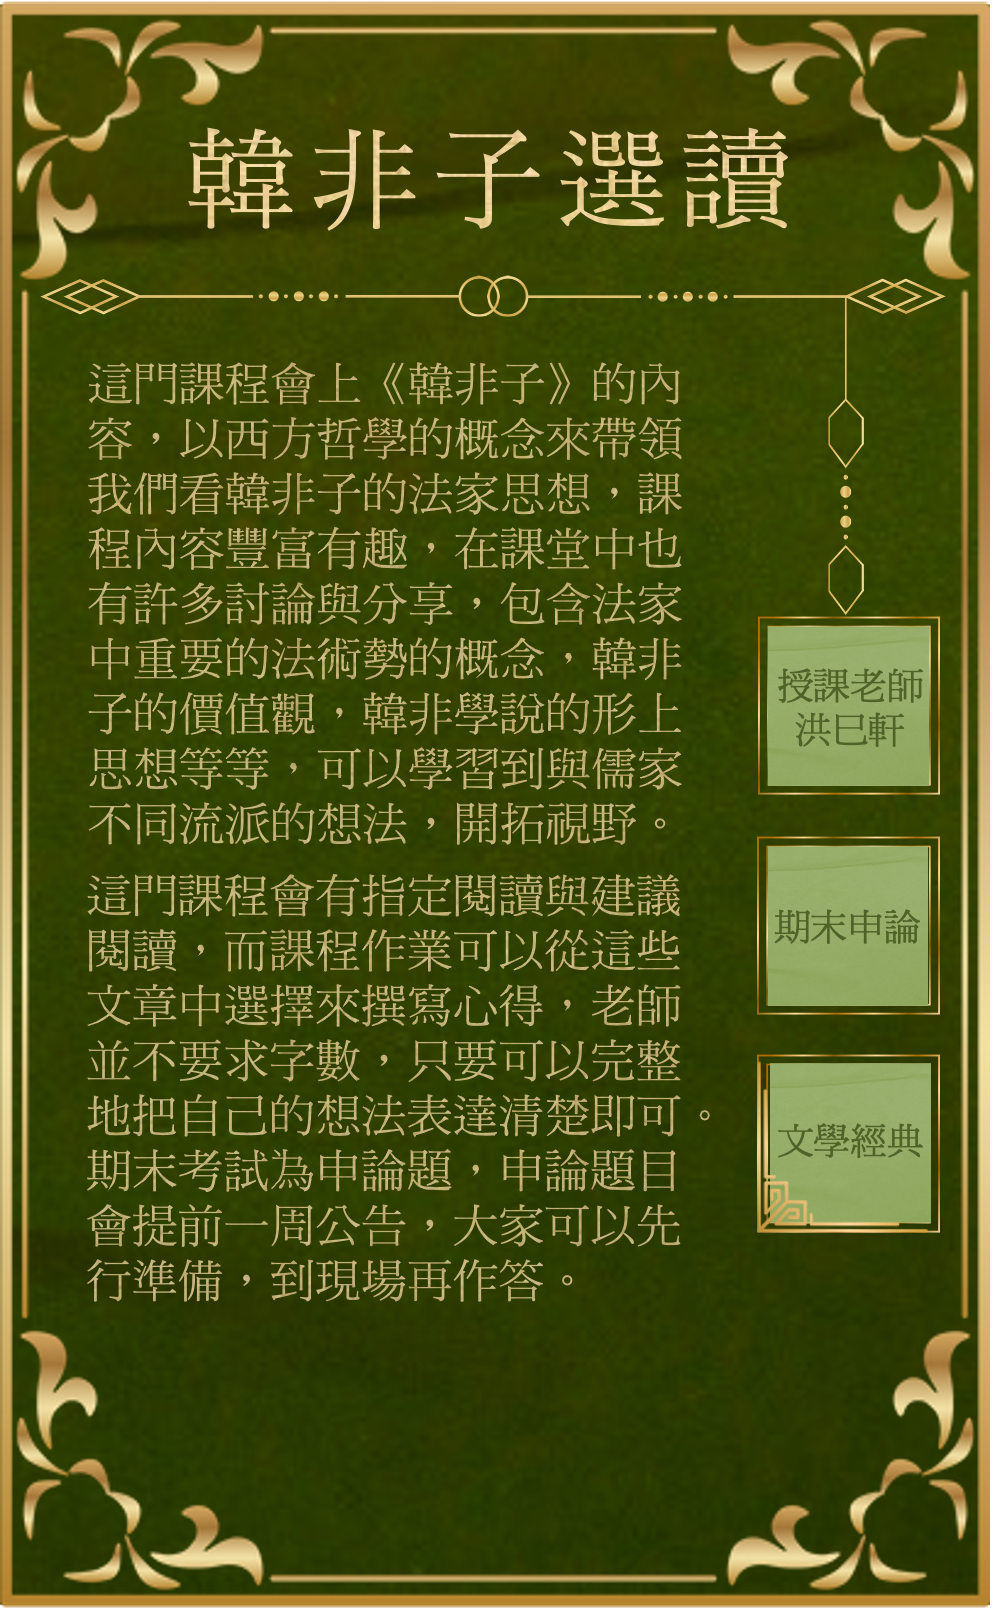 韓非子選讀
這門課程會上《韓非子》的內
容，以西方哲學的概念來帶領
我們看韓非子的法家思想，課
程內容豐富有趣，在課堂中也
有許多討論與分享，包含法家
中重要的法術勢的概念，韓非
子的價值觀，韓非學說的形上
思想等等，可以學習到與儒家
不同流派的想法，開拓視野。
這門課程會有指定閱讀與建議
閱讀，而課程作業可以從這些
文章中選擇來撰寫心得，老師
並不要求字數，只要可以完整
地把自己的想法表達清楚即可。
期末考試為申論題，申論題目
會提前一周公告，大家可以先
行準備，到現場再作答。
授課老師
洪巳軒
期末申論
文學經典